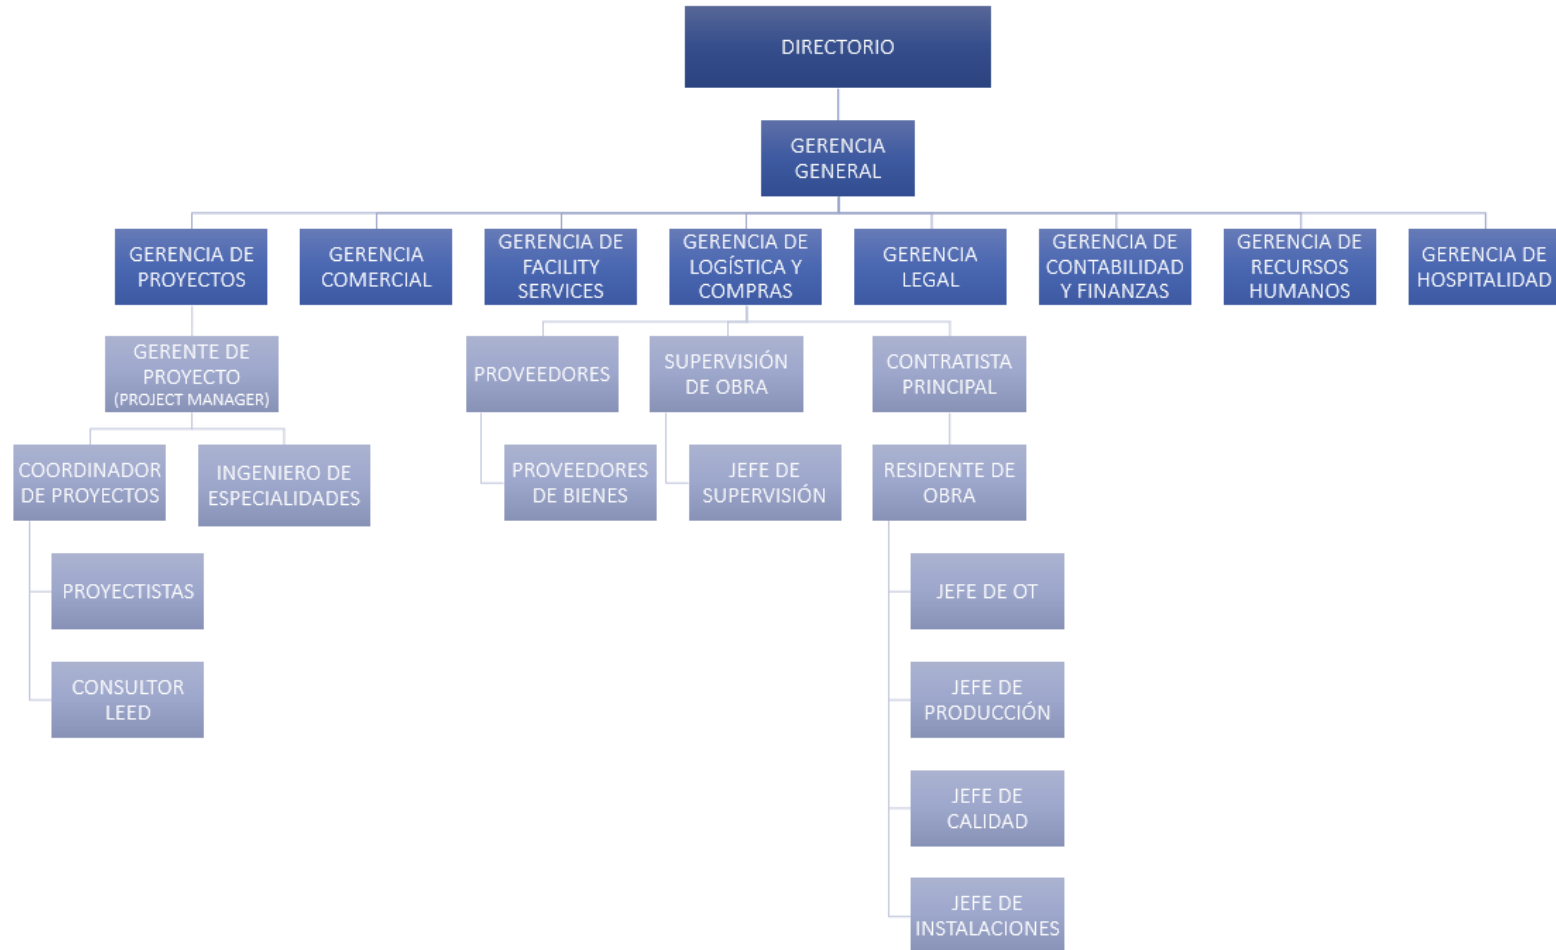 DIRECTORIO
GERENCIA
GENERAL
GERENCIA DE
PROYECTOS
GERENCIA
COMERCIAL
GERENCIA DE
FACILITY
SERVICES
GERENCIA DE
LOGÍSTICA Y
COMPRAS
GERENCIA
LEGAL
GERENCIA DE
CONTABILIDAD
Y FINANZAS
GERENCIA DE
RECURSOS
HUMANOS
GERENCIA DE
HOSPITALIDAD
GERENTE DE
PROYECTO
(PROJECT MANAGER)
PROVEEDORES
SUPERVISIÓN
DE OBRA
CONTRATISTA
PRINCIPAL
COORDINADOR
DE PROYECTOS
INGENIERO DE
ESPECIALIDADES
PROVEEDORES
DE BIENES
JEFE DE
SUPERVISIÓN
RESIDENTE DE
OBRA
PROYECTISTAS
JEFE DE OT
CONSULTOR
LEED
JEFE DE
PRODUCCIÓN
JEFE DE
CALIDAD
JEFE DE
INSTALACIONES